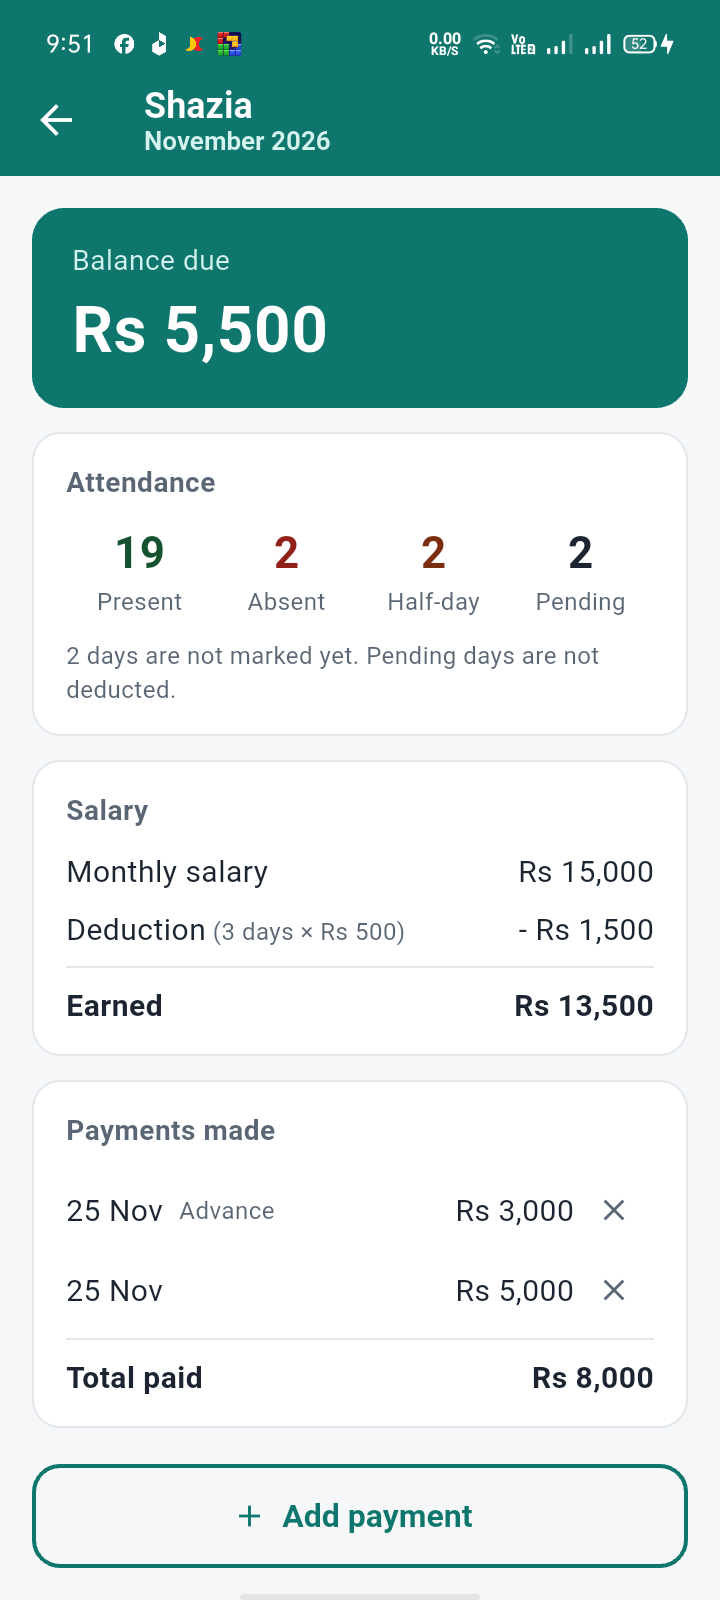 9:51
0.00 KB/S
Vo LTE 2
52
Shazia
November 2026
Balance due
Rs 5,500
Attendance
19 2 2 2
Present Absent Half-day Pending
2 days are not marked yet. Pending days are not
deducted.
Salary
Monthly salary Rs 15,000
Deduction (3 days × Rs 500) - Rs 1,500
Earned Rs 13,500
Payments made
25 Nov Advance Rs 3,000
25 Nov Rs 5,000
Total paid Rs 8,000
+ Add payment